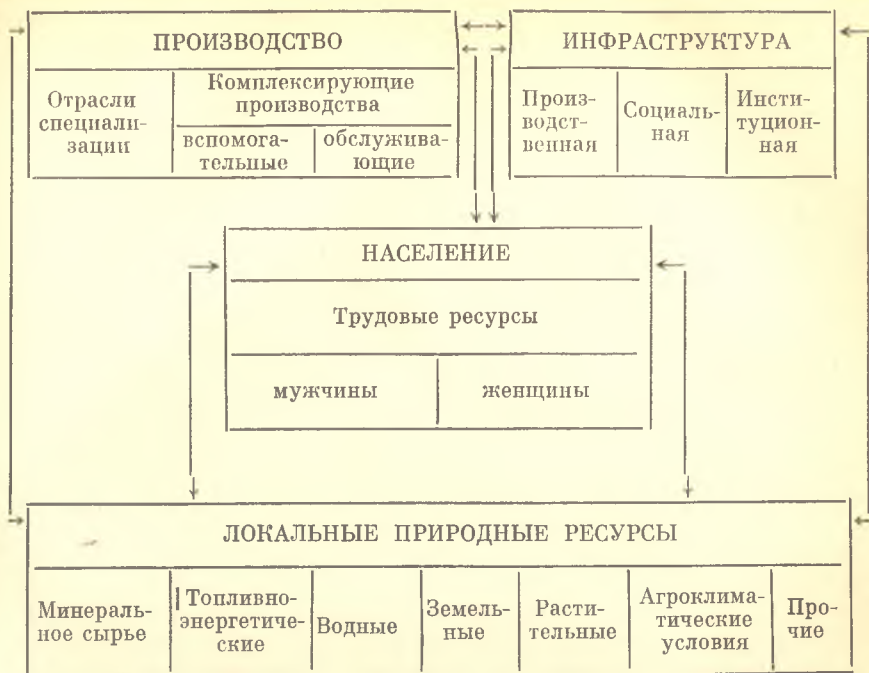 ПРОИЗВОДСТВО
Отрасли
специали-
зации
Комплексирующие
производства
вспомога-
тельные
обслужива-
ющие
ИНФРАСТРУКТУРА
Произ-
водст-
венная
Социаль-
ная
Инсти-
туцион-
ная
НАСЕЛЕНИЕ
Трудовые ресурсы
мужчины
женщины
ЛОКАЛЬНЫЕ ПРИРОДНЫЕ РЕСУРСЫ
Минераль-
ное сырье
Топливно-
энергетиче-
ские
Водные
Земель-
ные
Расти-
тельные
Агроклима-
тические
условия
Про-
чие